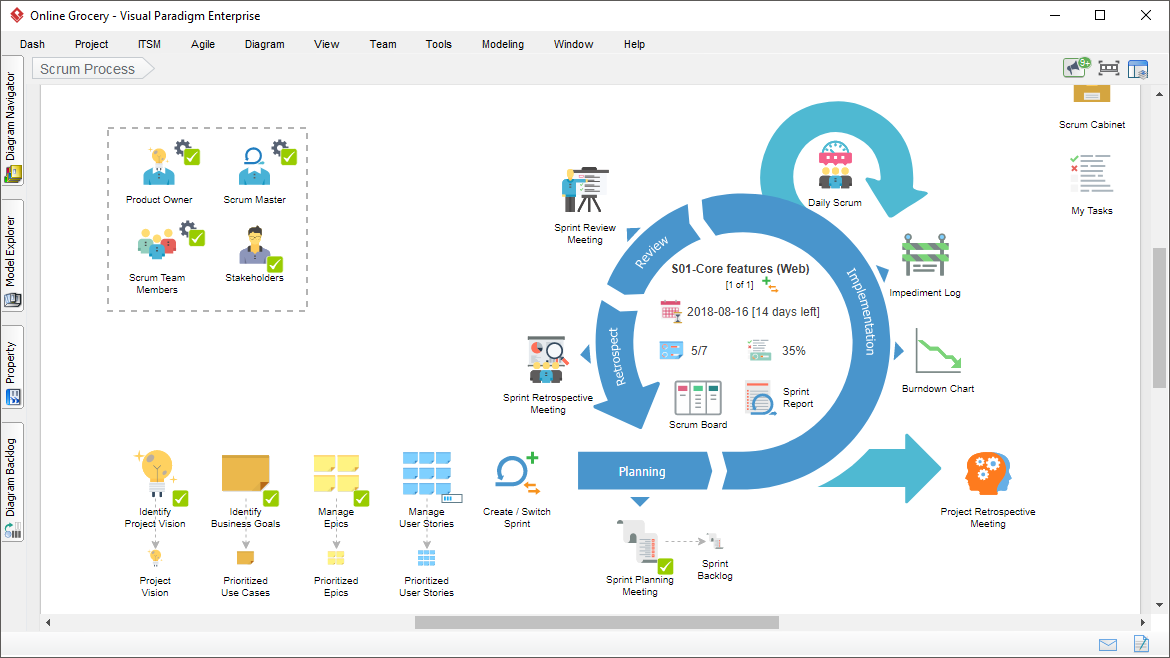 Online Grocery - Visual Paradigm Enterprise
Dash Project ITSM Agile Diagram View Team Tools Modeling Window Help
Scrum Process
9+
Diagram Navigator
Model Explorer
Property
Diagram Backlog
Product Owner
Scrum Master
Scrum Team
Members
Stakeholders
Scrum Cabinet
My Tasks
Daily Scrum
Sprint Review
Meeting
Review
Implementation
Retrospect
S01-Core features (Web)
[1 of 1]
2018-08-16 [14 days left]
5/7
35%
Scrum Board
Sprint
Report
Impediment Log
Burndown Chart
Sprint Retrospective
Meeting
Identify
Project Vision
Identify
Business Goals
Manage
Epics
Manage
User Stories
Create / Switch
Sprint
Planning
Project Retrospective
Meeting
Project
Vision
Prioritized
Use Cases
Prioritized
Epics
Prioritized
User Stories
Sprint Planning
Meeting
Sprint
Backlog